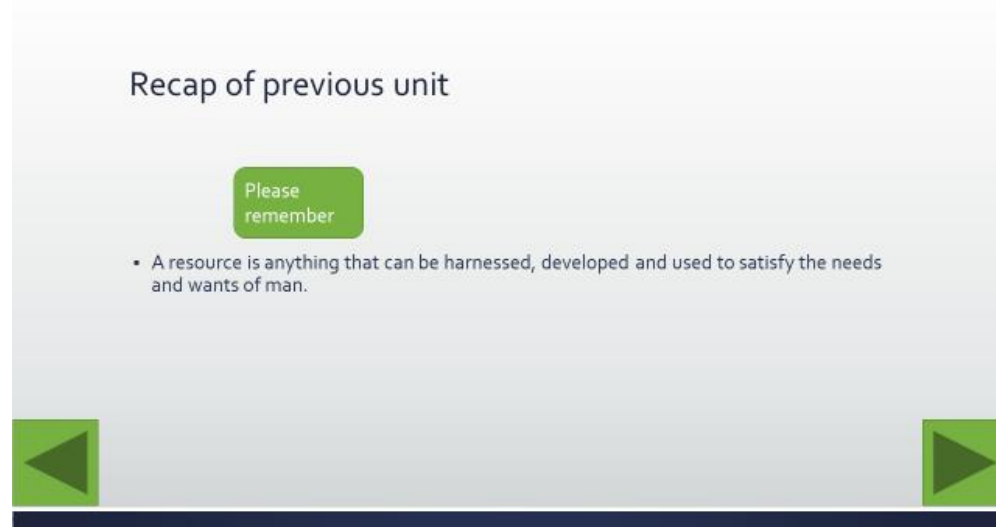 Recap of previous unit
Please
remember
▪ A resource is anything that can be harnessed, developed and used to satisfy the needs
and wants of man.